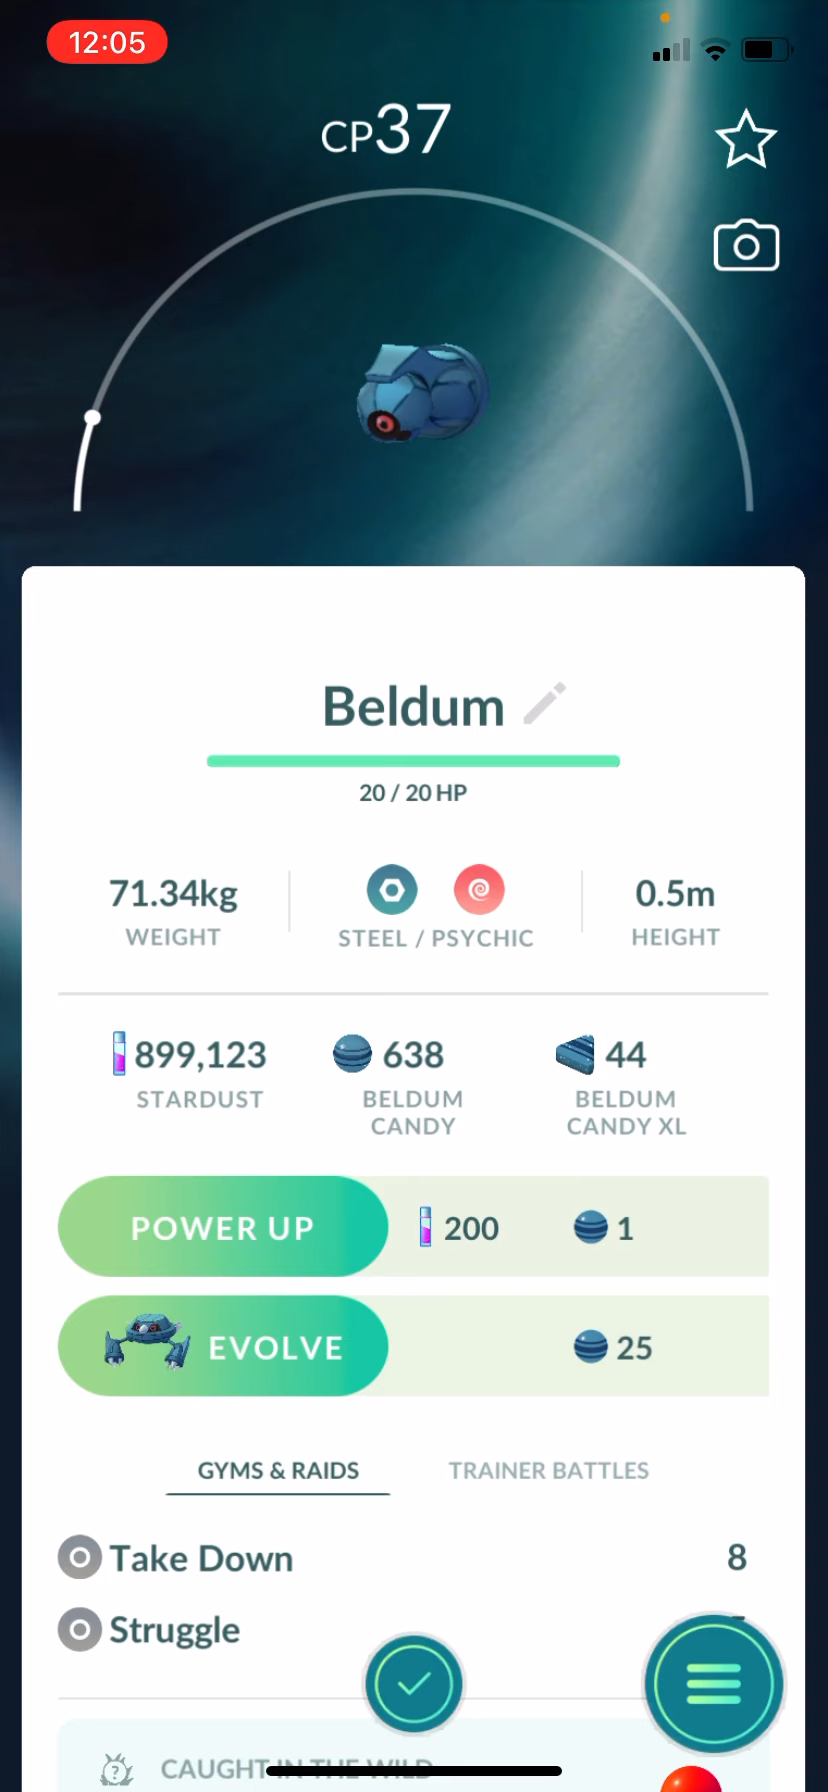 12:05
CP37
Beldum
20 / 20 HP
71.34kg
WEIGHT
STEEL / PSYCHIC
0.5m
HEIGHT
899,123
STARDUST
638
BELDUM
CANDY
44
BELDUM
CANDY XL
POWER UP 200 1
EVOLVE 25
GYMS & RAIDS TRAINER BATTLES
Take Down 8
Struggle
CAUGHT IN THE WILD